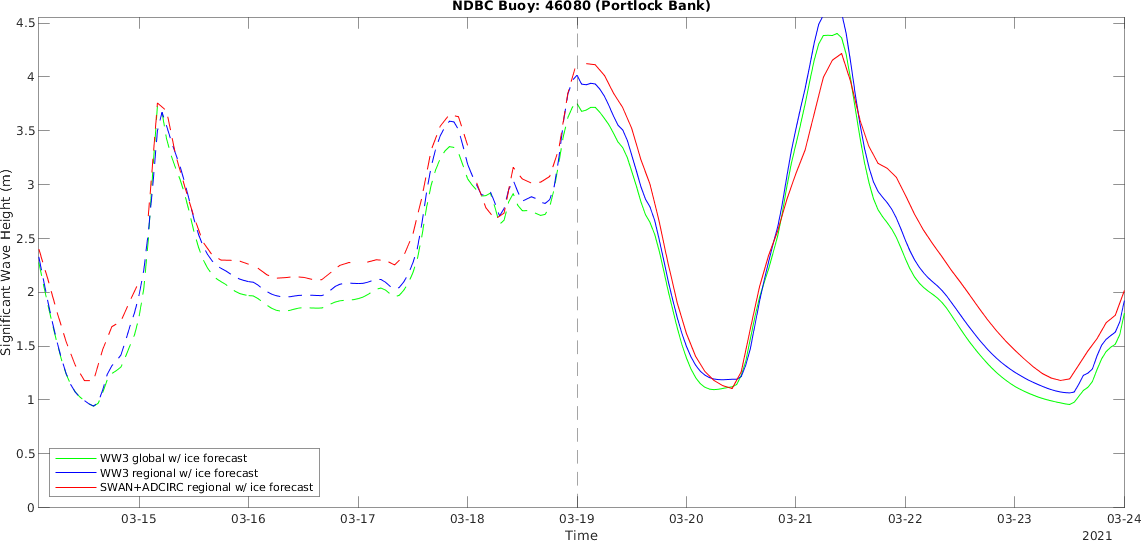 NDBC Buoy: 46080 (Portlock Bank)
Significant Wave Height (m)
4.5
4
3.5
3
2.5
2
1.5
1
0.5
0
WW3 global w/ ice forecast
WW3 regional w/ ice forecast
SWAN+ADCIRC regional w/ ice forecast
03-15 03-16 03-17 03-18 03-19 03-20 03-21 03-22 03-23 03-24
Time
2021